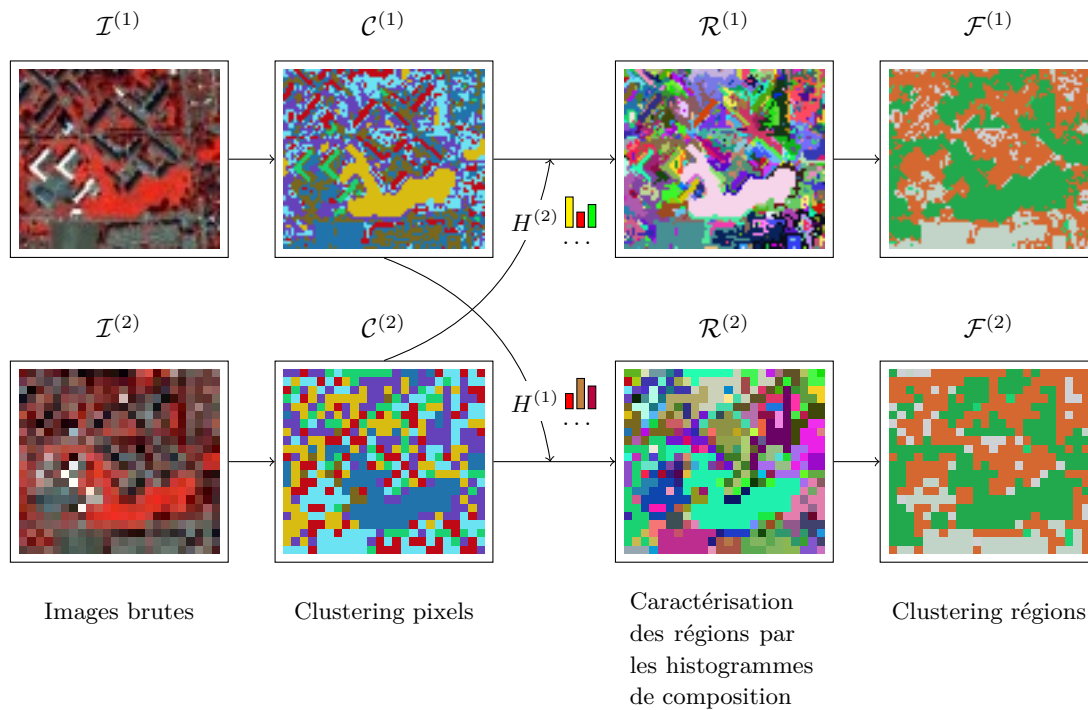 𝓘^(1) 𝓒^(1) 𝓡^(1) 𝓕^(1)
H^(2)
. . .
𝓘^(2) 𝓒^(2) 𝓡^(2) 𝓕^(2)
H^(1)
. . .
Images brutes
Clustering pixels
Caractérisation
des régions par
les histogrammes
de composition
Clustering régions